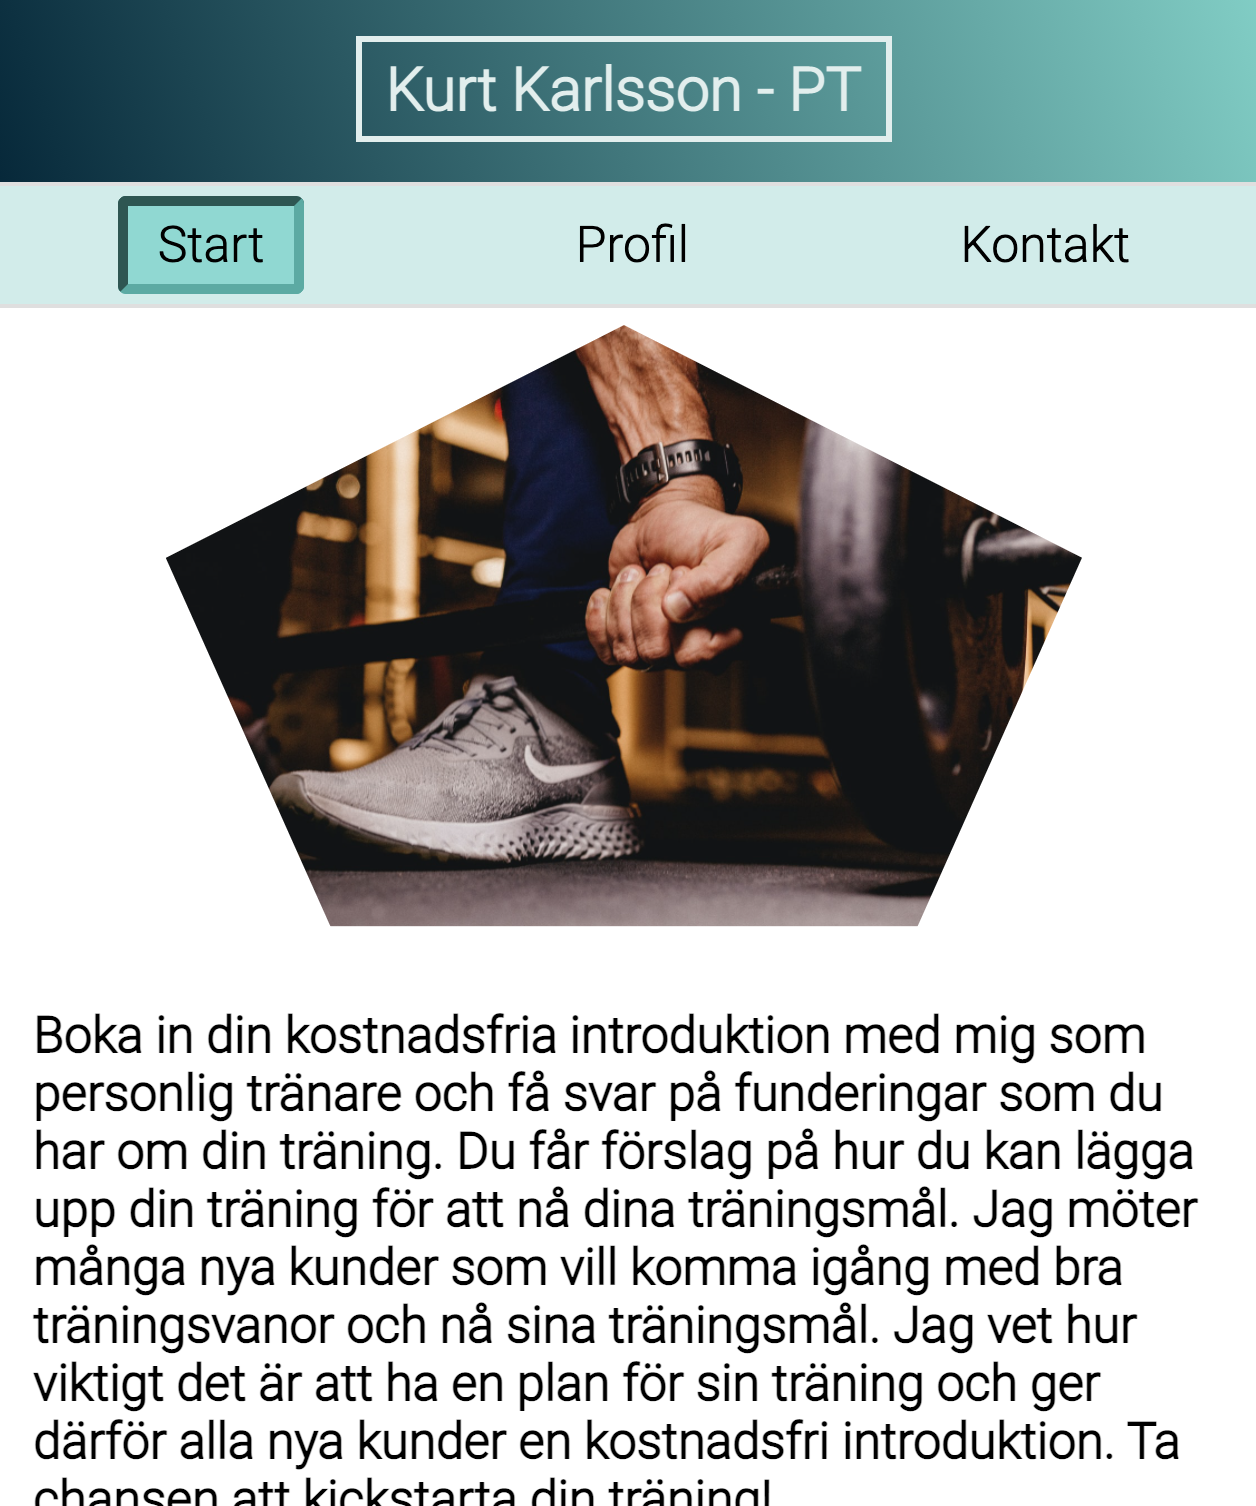 Kurt Karlsson - PT
Start
Profil
Kontakt
Boka in din kostnadsfria introduktion med mig som
personlig tränare och få svar på funderingar som du
har om din träning. Du får förslag på hur du kan lägga
upp din träning för att nå dina träningsmål. Jag möter
många nya kunder som vill komma igång med bra
träningsvanor och nå sina träningsmål. Jag vet hur
viktigt det är att ha en plan för sin träning och ger
därför alla nya kunder en kostnadsfri introduktion. Ta
chansen att kickstarta din träning!